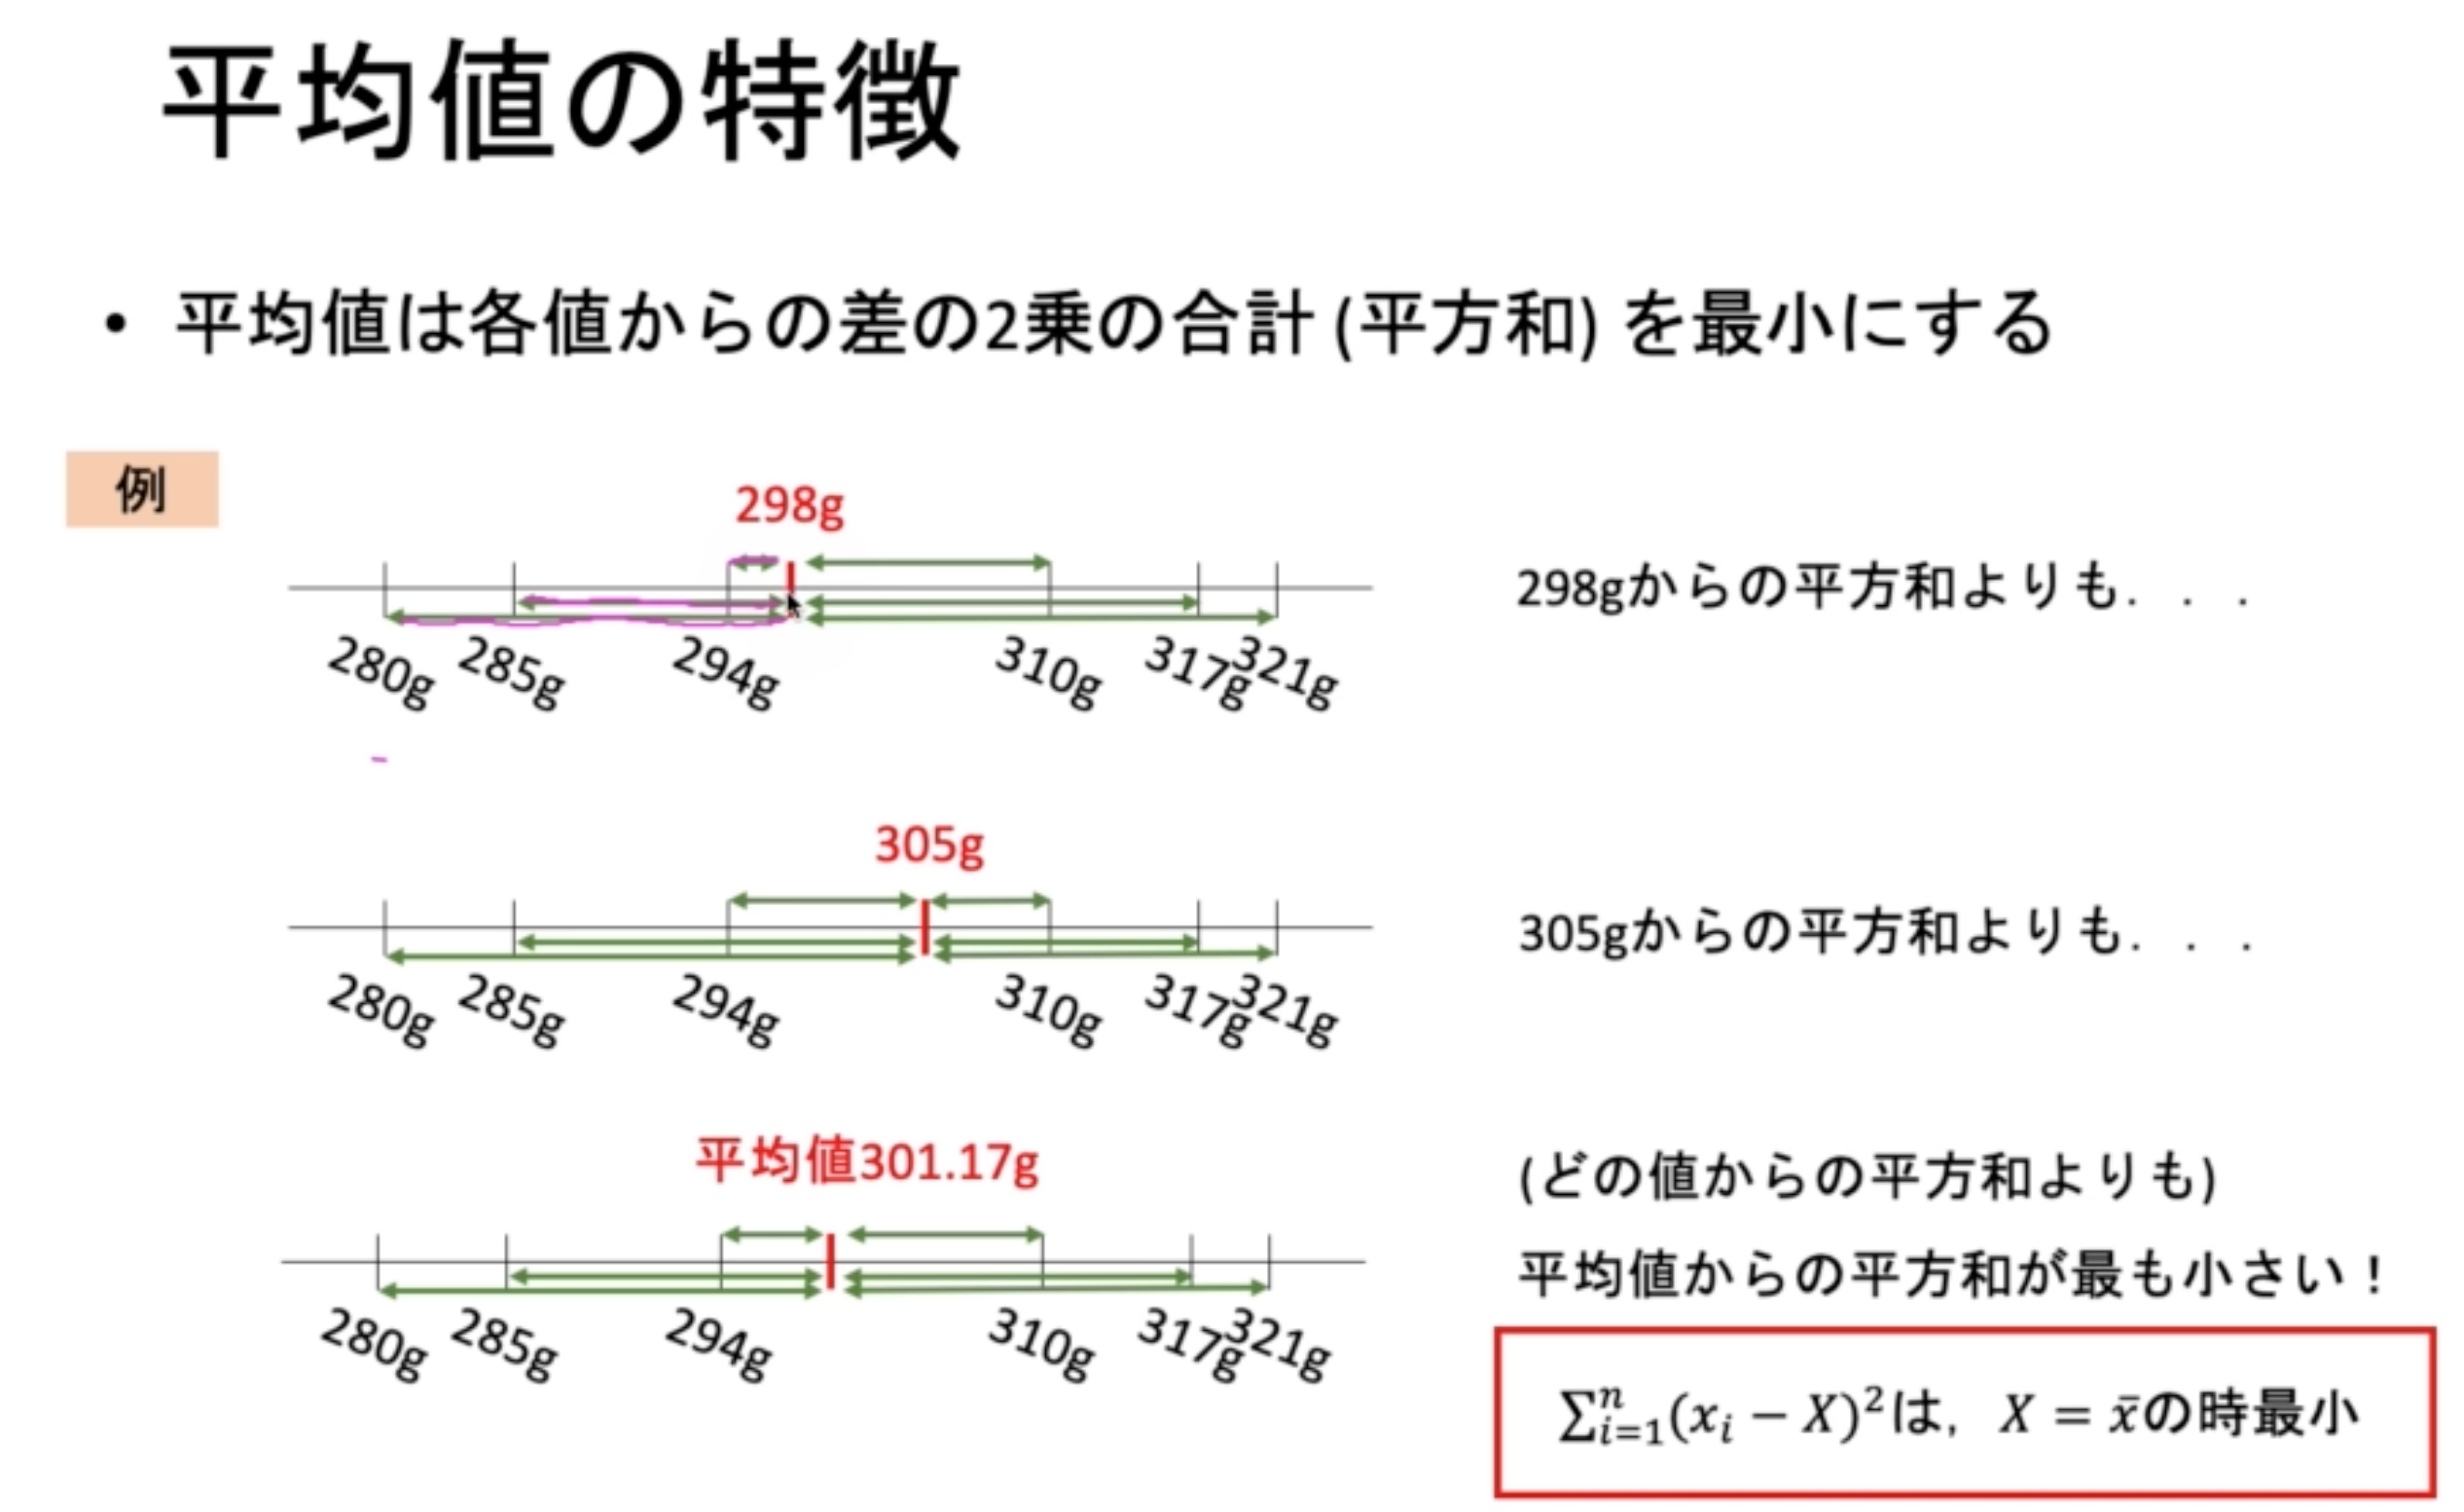 平均値の特徴
• 平均値は各値からの差の2乗の合計 (平方和) を最小にする
例
298g
280g 285g 294g 310g 317g 321g
298gからの平方和よりも．．．
305g
280g 285g 294g 310g 317g 321g
305gからの平方和よりも．．．
平均値301.17g
280g 285g 294g 310g 317g 321g
(どの値からの平方和よりも)
平均値からの平方和が最も小さい！
∑ⁿᵢ₌₁(xᵢ − X)²は，X = x̄の時最小